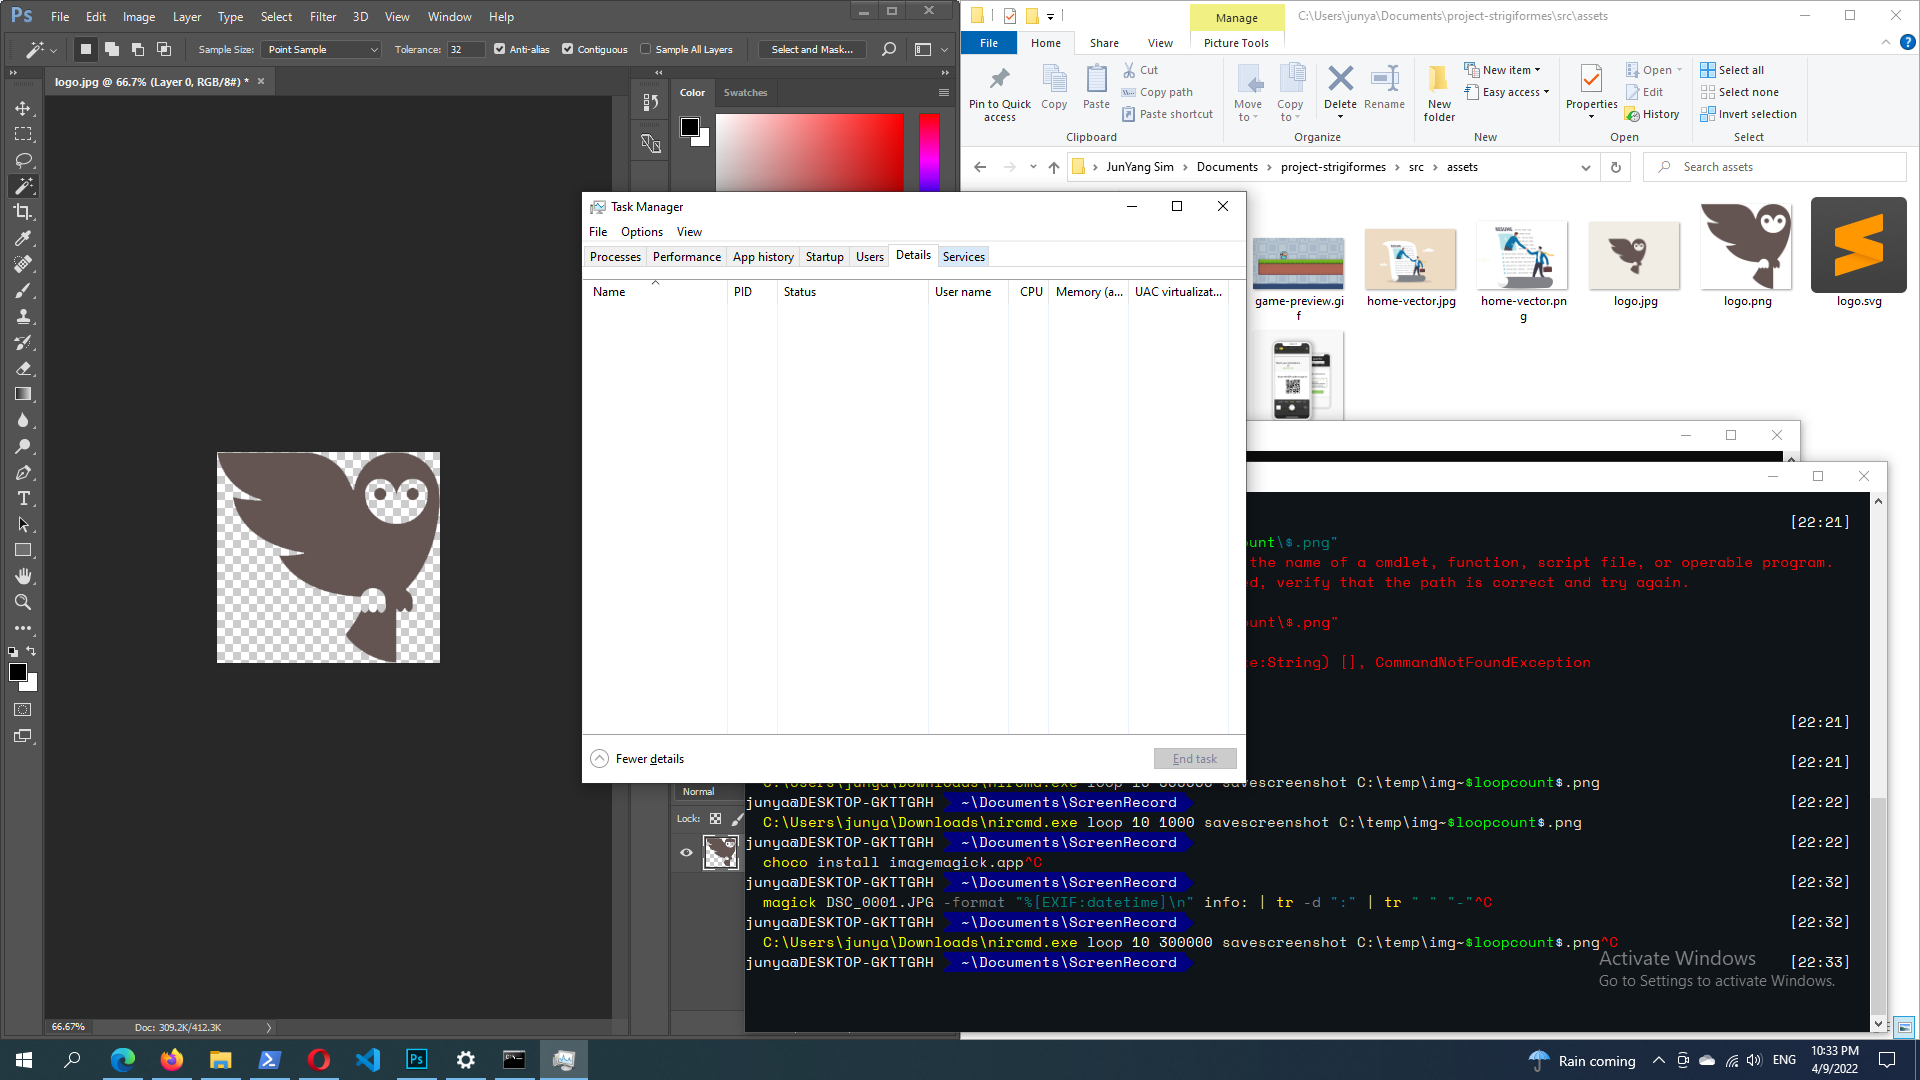 Ps File Edit Image Layer Type Select Filter 3D View Window Help
Sample Size: Point Sample Tolerance: 32 Anti-alias Contiguous Sample All Layers Select and Mask...
logo.jpg @ 66.7% (Layer 0, RGB/8#) *
Color Swatches
Normal
Lock:
66.67% Doc: 309.2K/412.3K
Manage C:\Users\junya\Documents\project-strigiformes\src\assets
File Home Share View Picture Tools
Pin to Quick access
Copy
Paste
Cut
Copy path
Paste shortcut
Clipboard
Move to
Copy to
Delete
Rename
Organize
New folder
New item
Easy access
New
Properties
Open
Edit
History
Open
Select all
Select none
Invert selection
Select
JunYang Sim Documents project-strigiformes src assets
Search assets
game-preview.gif
home-vector.jpg
home-vector.png
logo.jpg
logo.png
logo.svg
Task Manager
File Options View
Processes Performance App history Startup Users Details Services
Name PID Status User name CPU Memory (a... UAC virtualizat...
Fewer details
End task
[22:21]
ount\$.png"
the name of a cmdlet, function, script file, or operable program.
ed, verify that the path is correct and try again.
ount\$.png"
te:String) [], CommandNotFoundException
[22:21]
[22:21]
C:\Users\junya\Downloads\nircmd.exe loop 10 600000 savescreenshot C:\temp\img~$loopcount$.png
junya@DESKTOP-GKTTGRH ~\Documents\ScreenRecord [22:22]
C:\Users\junya\Downloads\nircmd.exe loop 10 1000 savescreenshot C:\temp\img~$loopcount$.png
junya@DESKTOP-GKTTGRH ~\Documents\ScreenRecord [22:22]
choco install imagemagick.app^C
junya@DESKTOP-GKTTGRH ~\Documents\ScreenRecord [22:32]
magick DSC_0001.JPG -format "%[EXIF:datetime]\n" info: | tr -d ":" | tr " " "-"^C
junya@DESKTOP-GKTTGRH ~\Documents\ScreenRecord [22:32]
C:\Users\junya\Downloads\nircmd.exe loop 10 300000 savescreenshot C:\temp\img~$loopcount$.png^C
junya@DESKTOP-GKTTGRH ~\Documents\ScreenRecord [22:33]
Activate Windows
Go to Settings to activate Windows.
Rain coming ENG 10:33 PM
4/9/2022